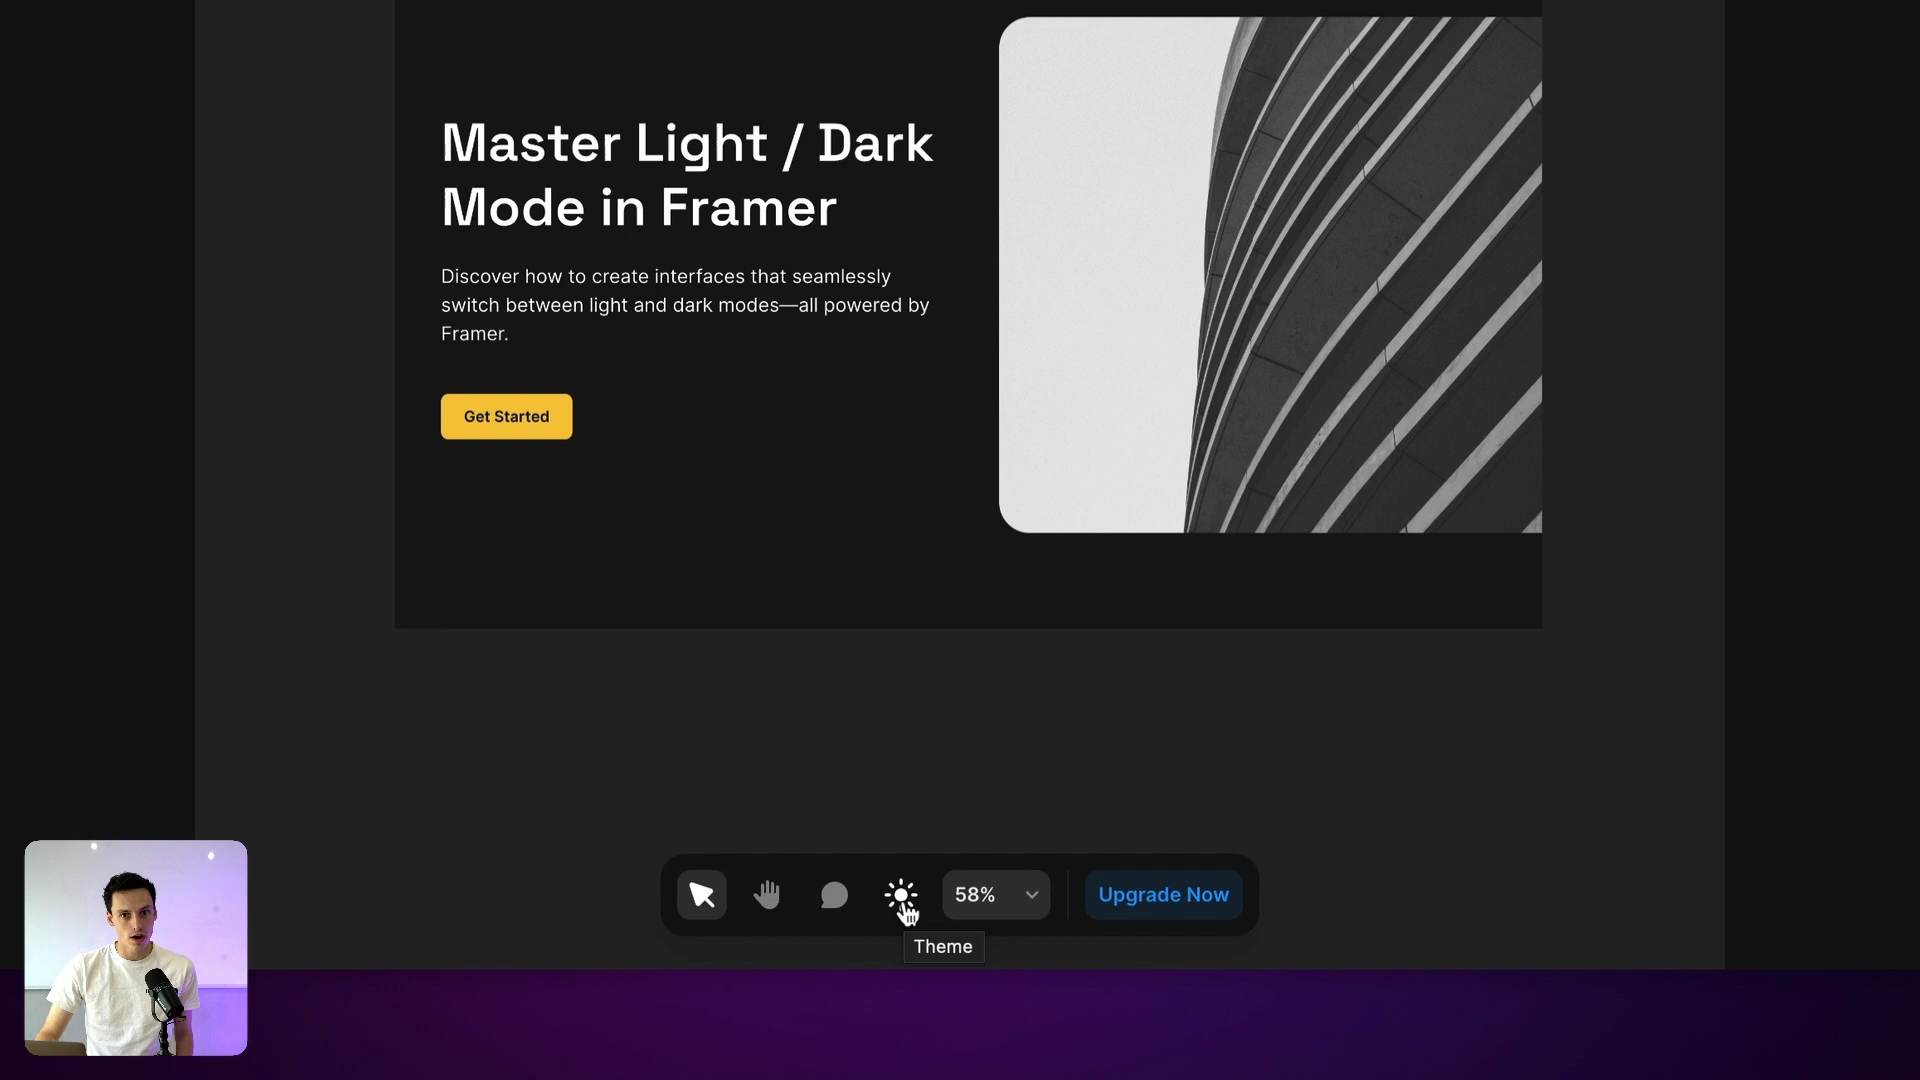 Master Light / Dark
Mode in Framer
Discover how to create interfaces that seamlessly
switch between light and dark modes—all powered by
Framer.
Get Started
58%
Upgrade Now
Theme